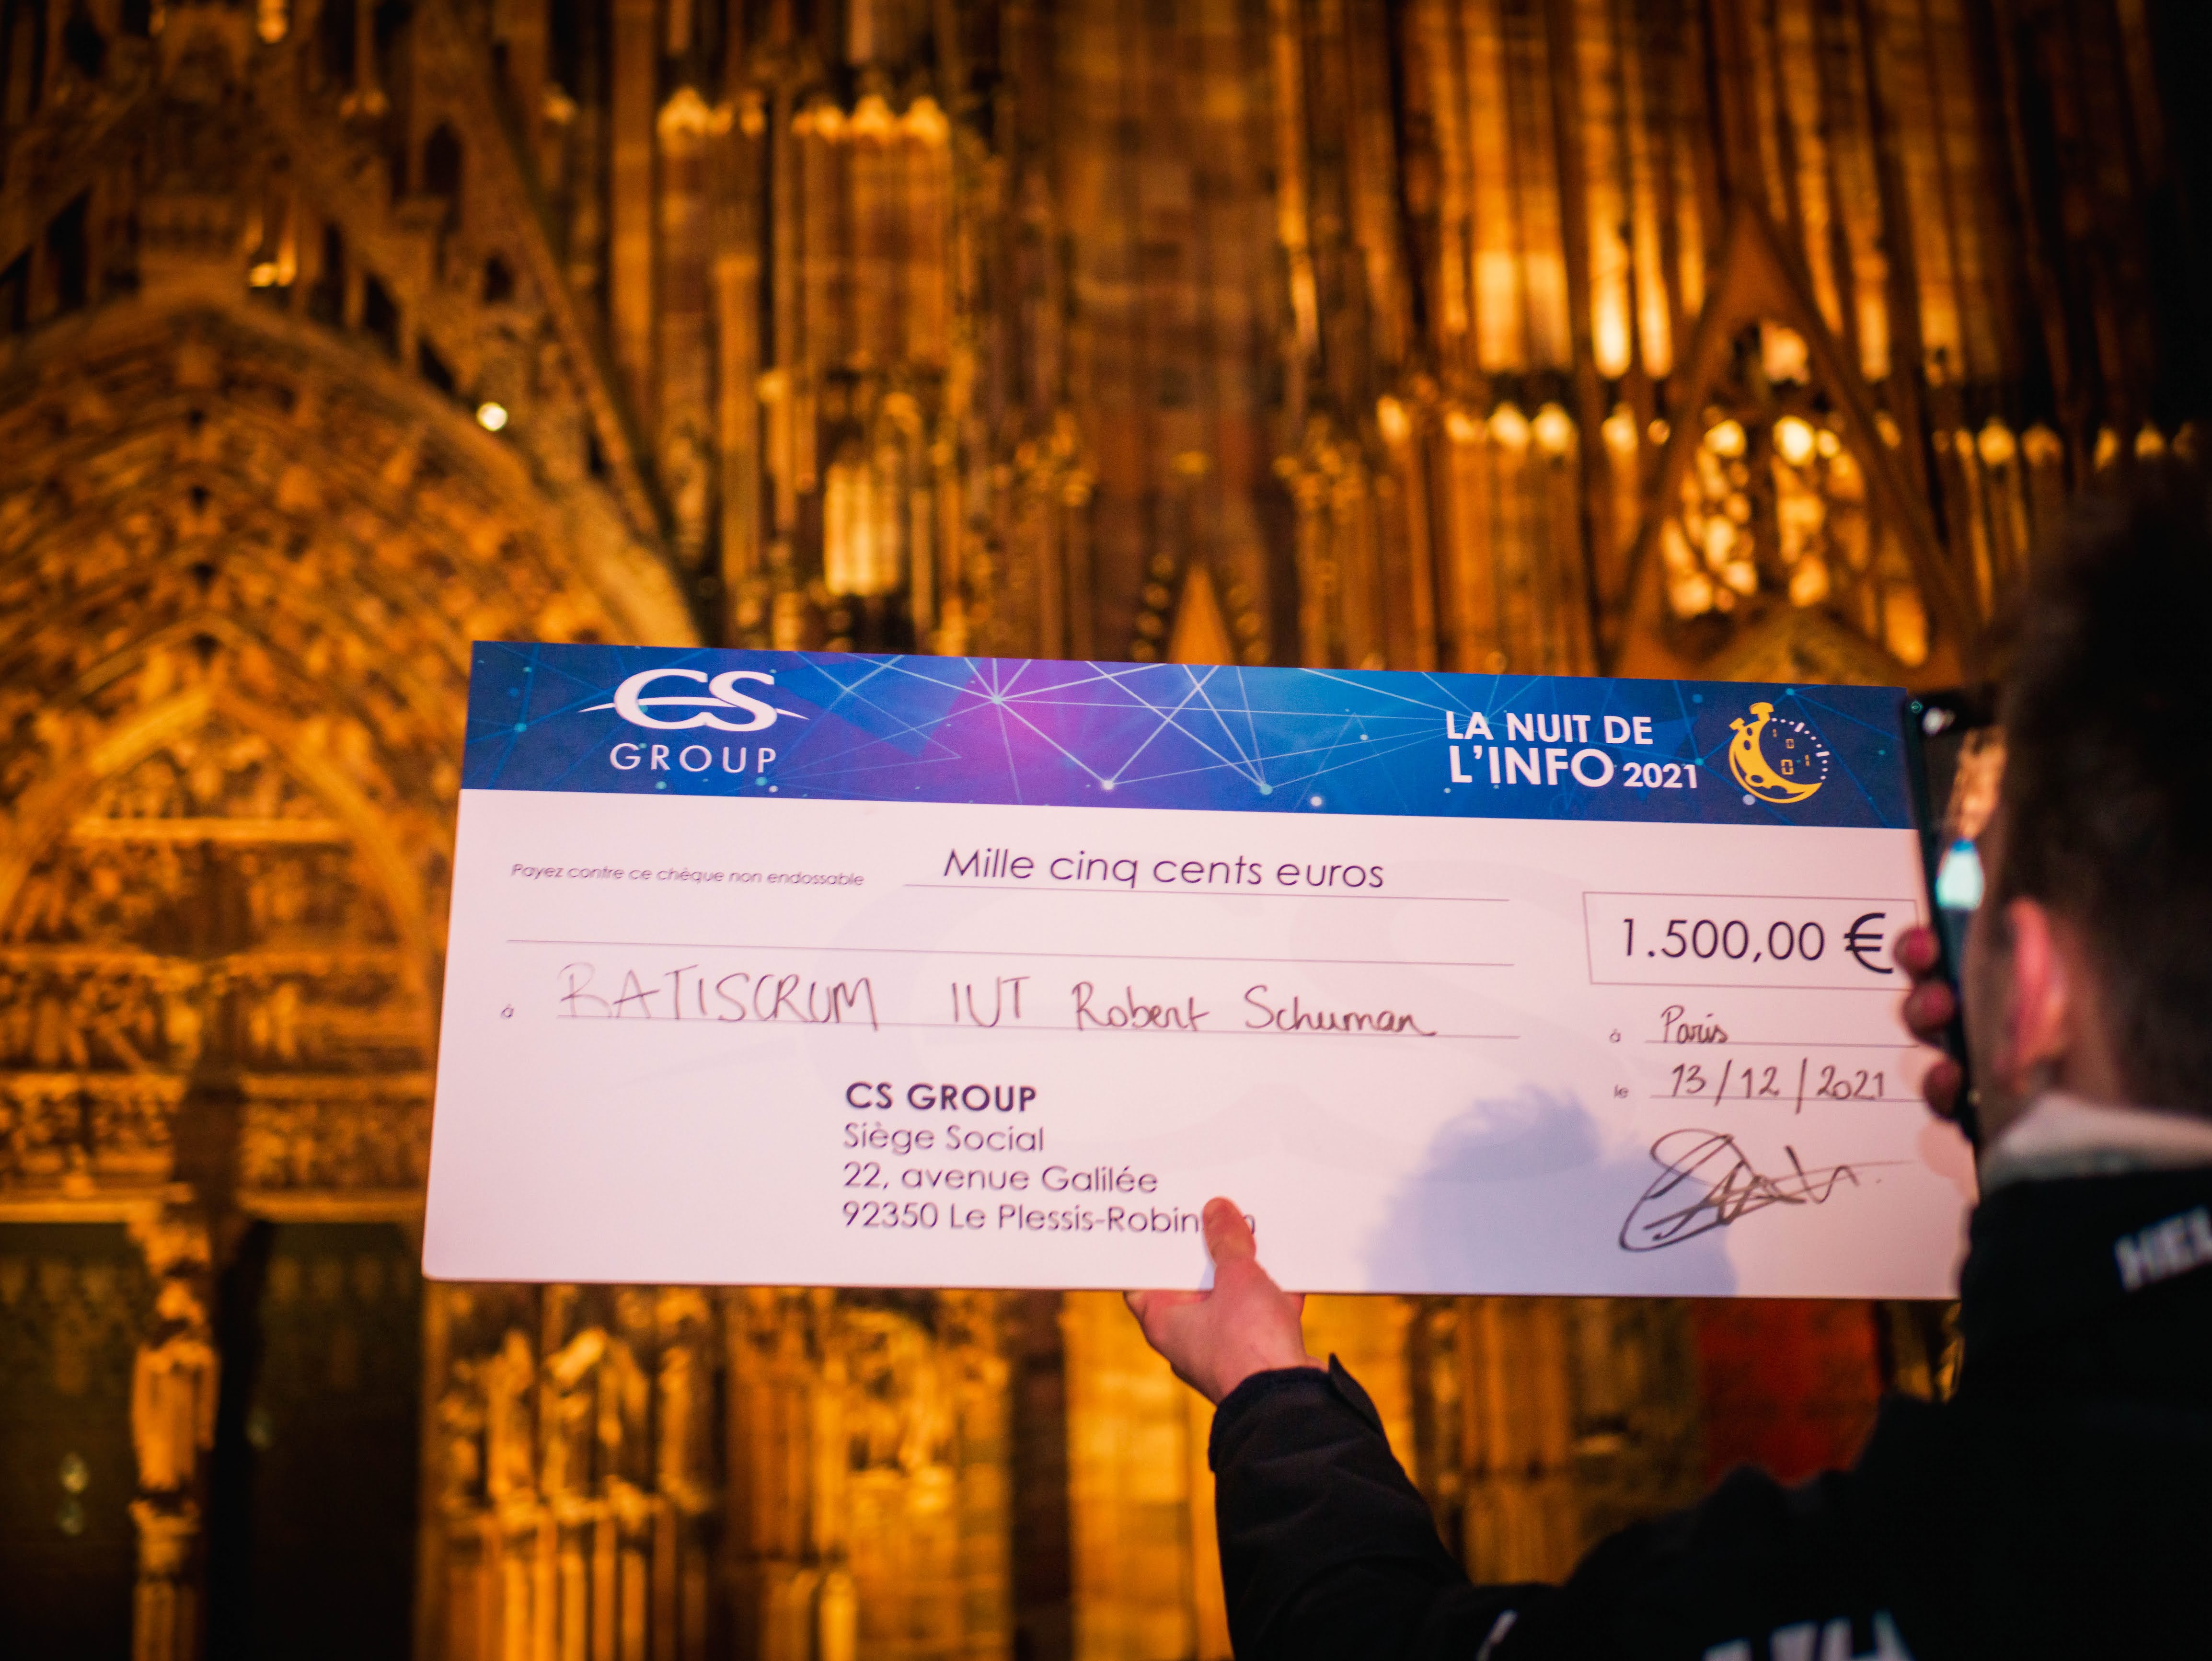 CS
GROUP
LA NUIT DE
L'INFO 2021
Payez contre ce chèque non endossable Mille cinq cents euros
1.500,00 €
à RATISCRUM IUT Robert Schuman
à Paris
le 13/12/2021
CS GROUP
Siège Social
22, avenue Galilée
92350 Le Plessis-Robin
HEL